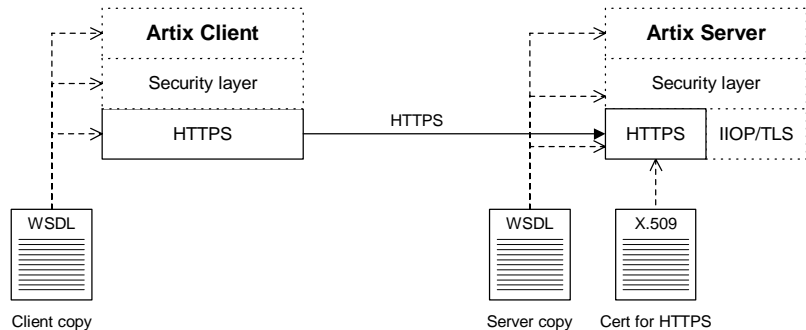 Artix Client
Artix Server
Security layer
Security layer
HTTPS
HTTPS
HTTPS
IIOP/TLS
WSDL
WSDL
X.509
Client copy
Server copy
Cert for HTTPS